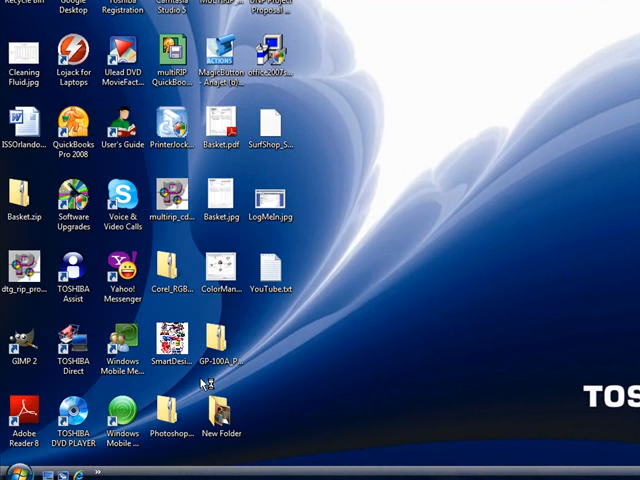 Recycle Bin
Google
Desktop
Toshiba
Registration
Camtasia
Studio 5
DNP Project
Proposal ...
Cleaning
Fluid.jpg
Lojack for
Laptops
Ulead DVD
MovieFact...
multiRIP
QuickBoo...
MagicButton
- Anajet (b)...
office2007s...
ACTIONS
ISSOrlando...
QuickBooks
Pro 2008
User's Guide
PrinterJock...
Basket.pdf
SurfShop_S...
Basket.zip
Software
Upgrades
Voice &
Video Calls
multirip_cd...
Basket.jpg
LogMeIn.jpg
dtg_rip_pro...
TOSHIBA
Assist
Yahoo!
Messenger
Corel_RGB...
ColorMan...
YouTube.txt
GIMP 2
TOSHIBA
Direct
Windows
Mobile Me...
SmartDesi...
GP-100A_P...
TOS
Adobe
Reader 8
TOSHIBA
DVD PLAYER
Windows
Mobile ...
Photoshop...
New Folder